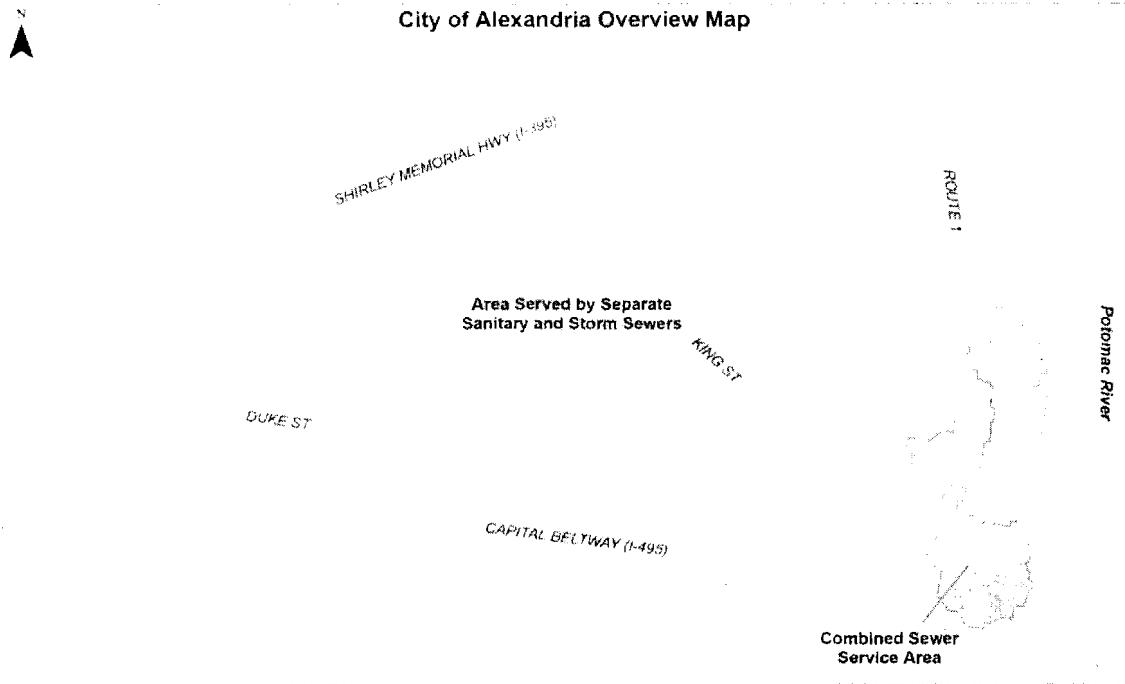 N
City of Alexandria Overview Map
SHIRLEY MEMORIAL HWY (I-395)
ROUTE 1
Area Served by Separate
Sanitary and Storm Sewers
KING ST
Potomac River
DUKE ST
CAPITAL BELTWAY (I-495)
Combined Sewer
Service Area